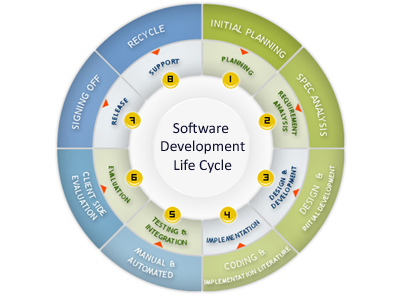 Software
Development
Life Cycle
INITIAL PLANNING
1
PLANNING
SPEC ANALYSIS
2
REQUIREMENT
ANALYSIS
DESIGN &
INITIAL DEVELOPMENT
3
DESIGN &
DEVELOPMENT
CODING &
IMPLEMENTATION LITERATURE
4
IMPLEMENTATION
MANUAL &
AUTOMATED
5
TESTING &
INTEGRATION
CLIENT SIDE
EVALUATION
6
EVALUATION
SIGNING OFF
7
RELEASE
RECYCLE
8
SUPPORT